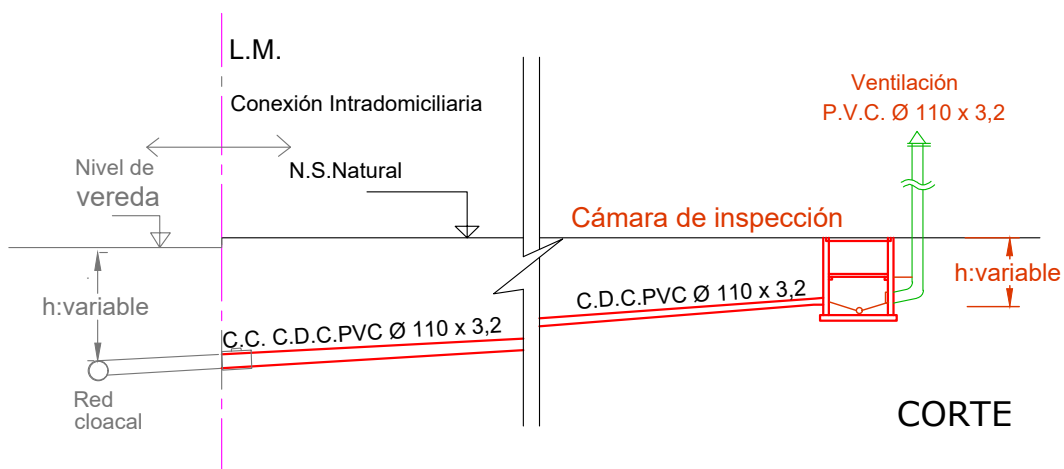 L.M.
Conexión Intradomiciliaria
Nivel de
vereda
N.S.Natural
Ventilación
P.V.C. Ø 110 x 3,2
Cámara de inspección
h:variable
h:variable
C.D.C.PVC Ø 110 x 3,2
C.C. C.D.C.PVC Ø 110 x 3,2
Red
cloacal
CORTE